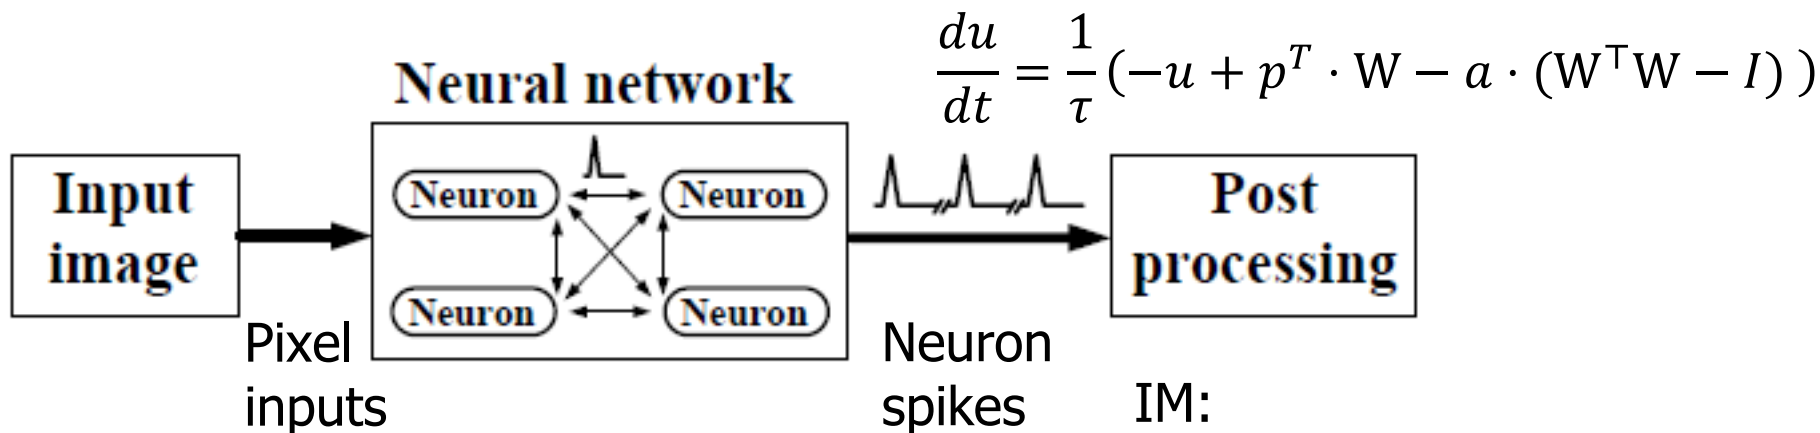 du/dt = 1/τ (−u + p^T · W − a · (W^⊤W − I) )
Neural network
Input
image
Neuron
Neuron
Neuron
Neuron
Post
processing
Pixel
inputs
Neuron
spikes
IM: